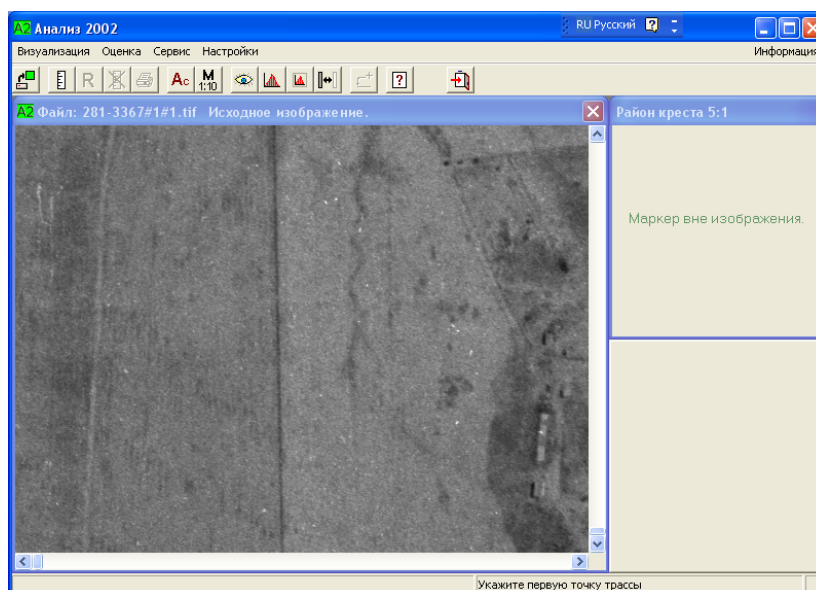 A2 Анализ 2002
RU Русский
Визуализация Оценка Сервис Настройки
Информация
R Ac M 1:10
A2 Файл: 281-3367#1#1.tif Исходное изображение.
Район креста 5:1
Маркер вне изображения.
Укажите первую точку трассы